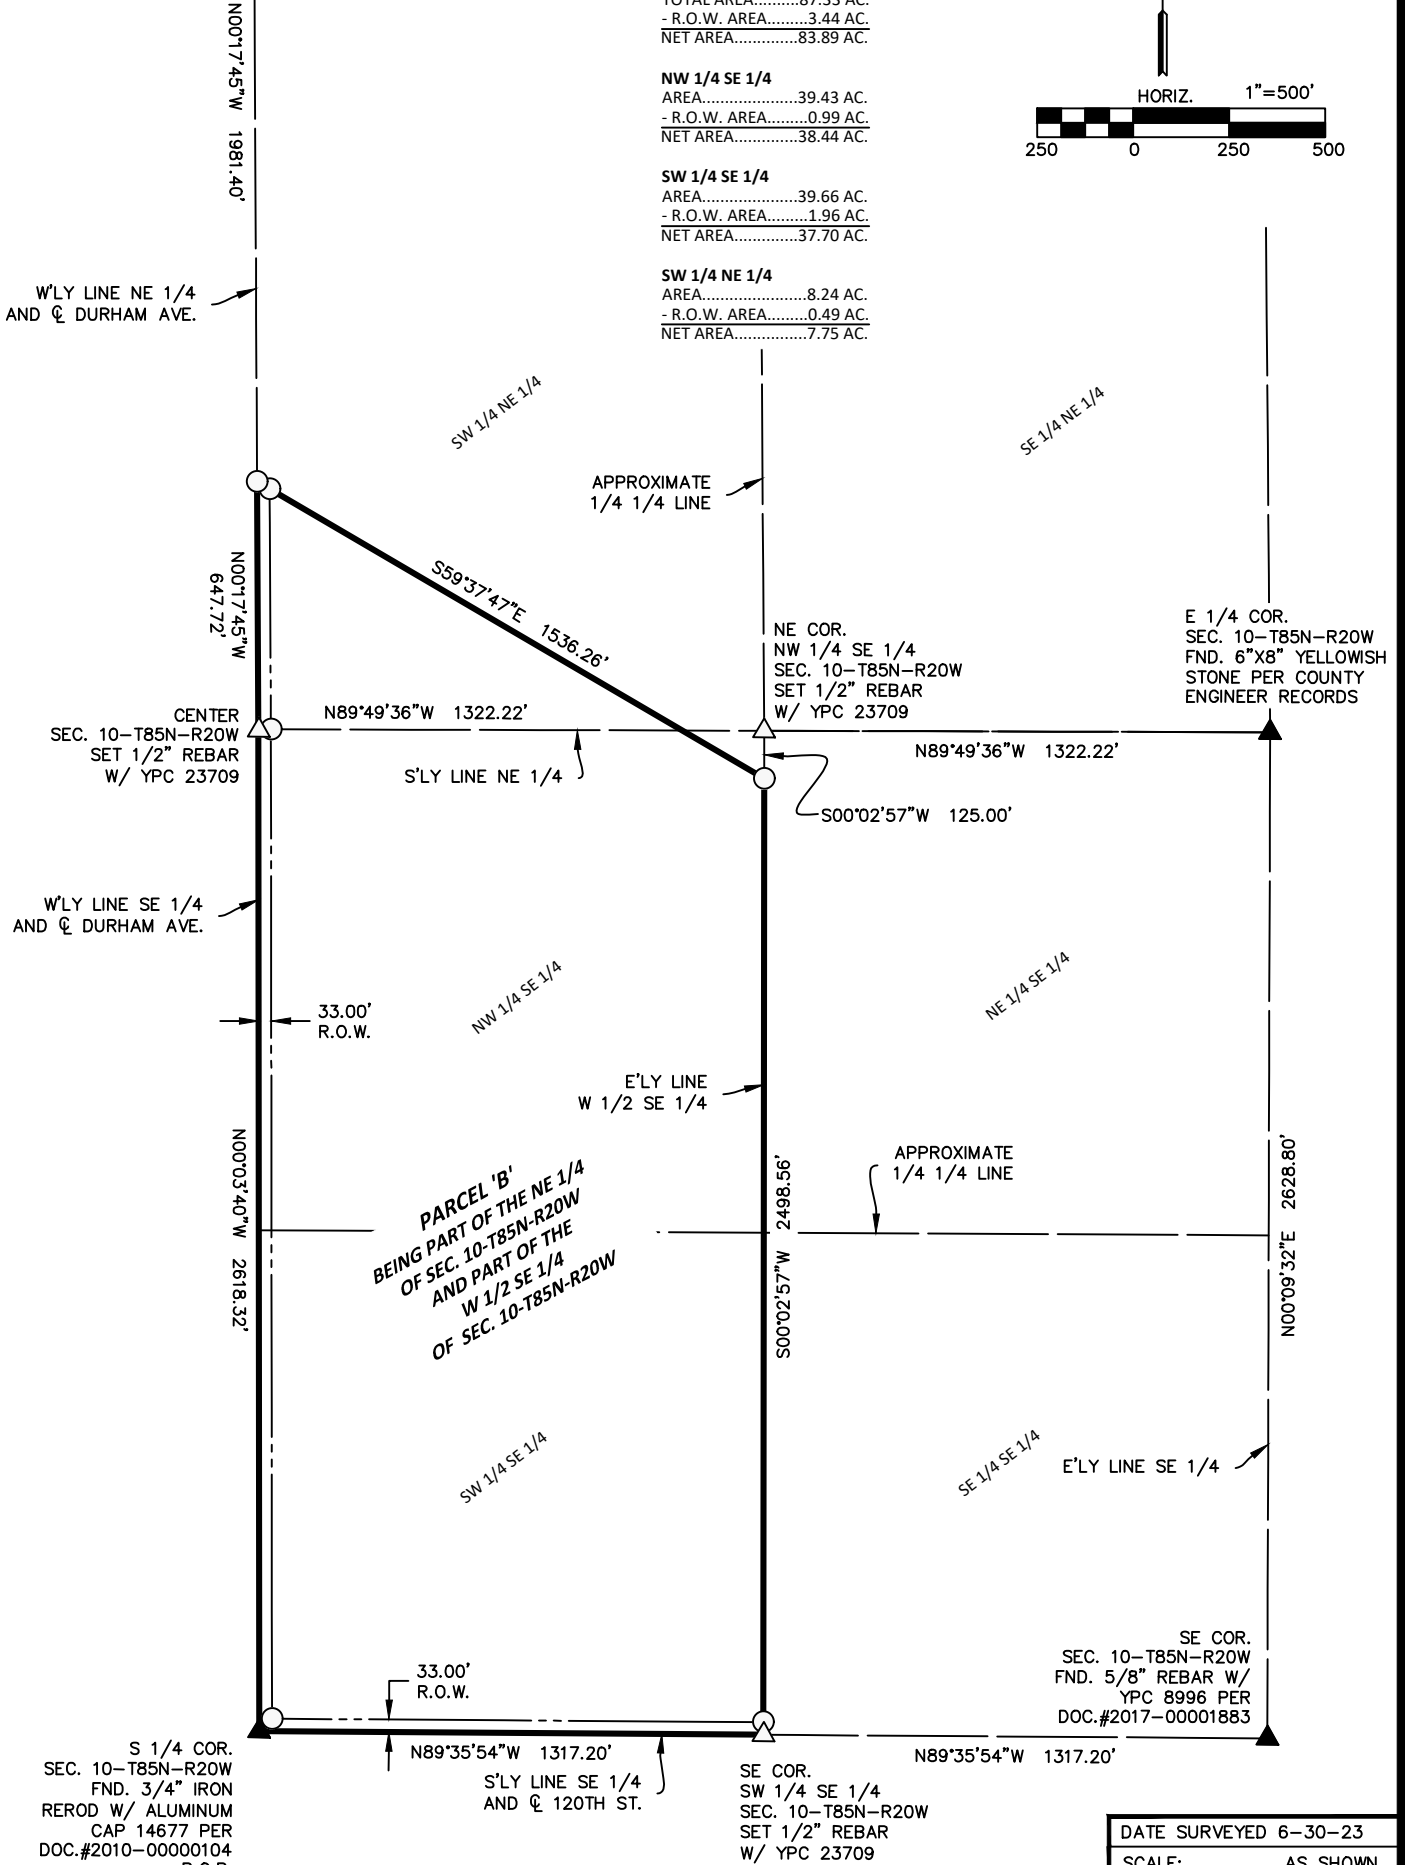 TOTAL AREA..........87.33 AC.
- R.O.W. AREA.........3.44 AC.
NET AREA...............83.89 AC.
NW 1/4 SE 1/4
AREA......................39.43 AC.
- R.O.W. AREA.........0.99 AC.
NET AREA...............38.44 AC.
SW 1/4 SE 1/4
AREA......................39.66 AC.
- R.O.W. AREA.........1.96 AC.
NET AREA...............37.70 AC.
SW 1/4 NE 1/4
AREA........................8.24 AC.
- R.O.W. AREA.........0.49 AC.
NET AREA................7.75 AC.
HORIZ. 1"=500'
250 0 250 500
N00°17'45"W 1981.40'
W'LY LINE NE 1/4
AND ℄ DURHAM AVE.
SW 1/4 NE 1/4
SE 1/4 NE 1/4
APPROXIMATE
1/4 1/4 LINE
N00°17'45"W
647.72'
S59°37'47"E 1536.26'
NE COR.
NW 1/4 SE 1/4
SEC. 10-T85N-R20W
SET 1/2" REBAR
W/ YPC 23709
E 1/4 COR.
SEC. 10-T85N-R20W
FND. 6"X8" YELLOWISH
STONE PER COUNTY
ENGINEER RECORDS
CENTER
SEC. 10-T85N-R20W
SET 1/2" REBAR
W/ YPC 23709
N89°49'36"W 1322.22'
S'LY LINE NE 1/4
N89°49'36"W 1322.22'
S00°02'57"W 125.00'
W'LY LINE SE 1/4
AND ℄ DURHAM AVE.
33.00'
R.O.W.
NW 1/4 SE 1/4
NE 1/4 SE 1/4
E'LY LINE
W 1/2 SE 1/4
APPROXIMATE
1/4 1/4 LINE
N00°03'40"W 2618.32'
PARCEL 'B'
BEING PART OF THE NE 1/4
OF SEC. 10-T85N-R20W
AND PART OF THE
W 1/2 SE 1/4
OF SEC. 10-T85N-R20W
S00°02'57"W 2498.56'
N00°09'32"E 2628.80'
SW 1/4 SE 1/4
SE 1/4 SE 1/4
E'LY LINE SE 1/4
33.00'
R.O.W.
SE COR.
SEC. 10-T85N-R20W
FND. 5/8" REBAR W/
YPC 8996 PER
DOC.#2017-00001883
S 1/4 COR.
SEC. 10-T85N-R20W
FND. 3/4" IRON
REROD W/ ALUMINUM
CAP 14677 PER
DOC.#2010-00000104
N89°35'54"W 1317.20'
S'LY LINE SE 1/4
AND ℄ 120TH ST.
SE COR.
SW 1/4 SE 1/4
SEC. 10-T85N-R20W
SET 1/2" REBAR
W/ YPC 23709
N89°35'54"W 1317.20'
DATE SURVEYED 6-30-23
SCALE: AS SHOWN